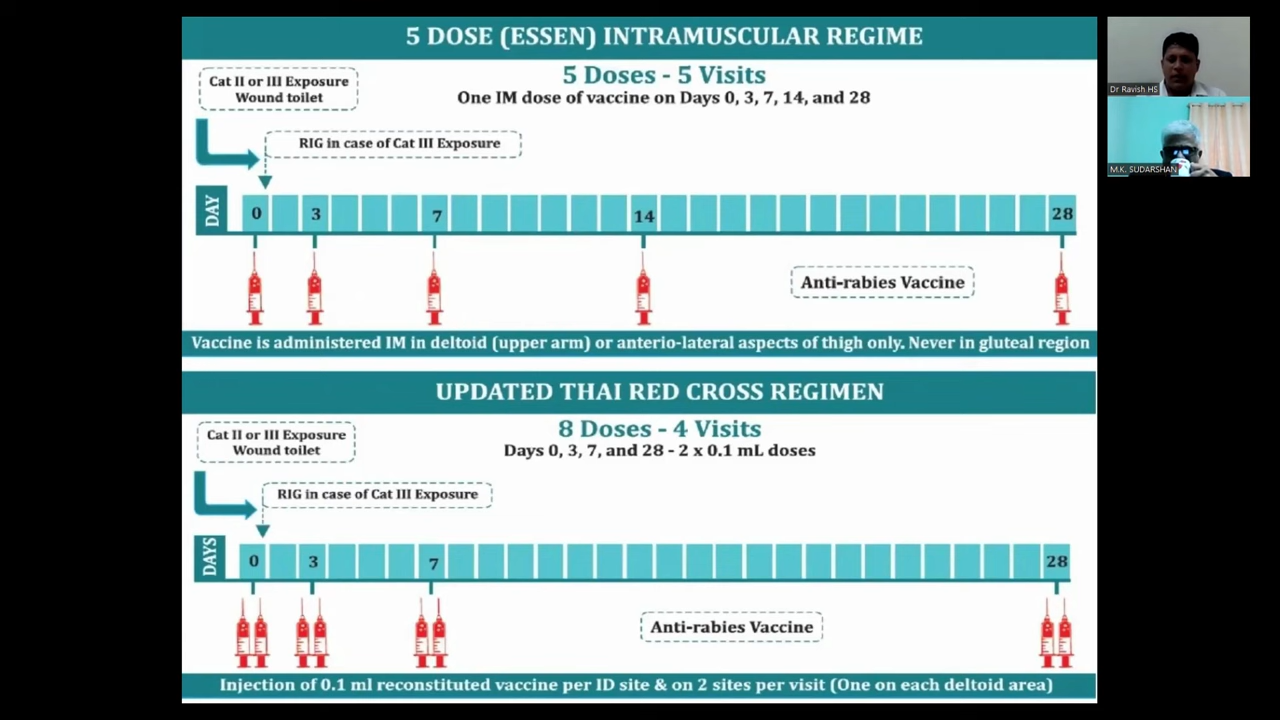 5 DOSE (ESSEN) INTRAMUSCULAR REGIME
5 Doses - 5 Visits
One IM dose of vaccine on Days 0, 3, 7, 14, and 28
Cat II or III Exposure
Wound toilet
RIG in case of Cat III Exposure
DAY
0 3 7 14 28
Anti-rabies Vaccine
Vaccine is administered IM in deltoid (upper arm) or anterio-lateral aspects of thigh only. Never in gluteal region
UPDATED THAI RED CROSS REGIMEN
8 Doses - 4 Visits
Days 0, 3, 7, and 28 - 2 x 0.1 mL doses
Cat II or III Exposure
Wound toilet
RIG in case of Cat III Exposure
DAYS
0 3 7 28
Anti-rabies Vaccine
Injection of 0.1 ml reconstituted vaccine per ID site & on 2 sites per visit (One on each deltoid area)
Dr Ravish HS
M.K. SUDARSHAN